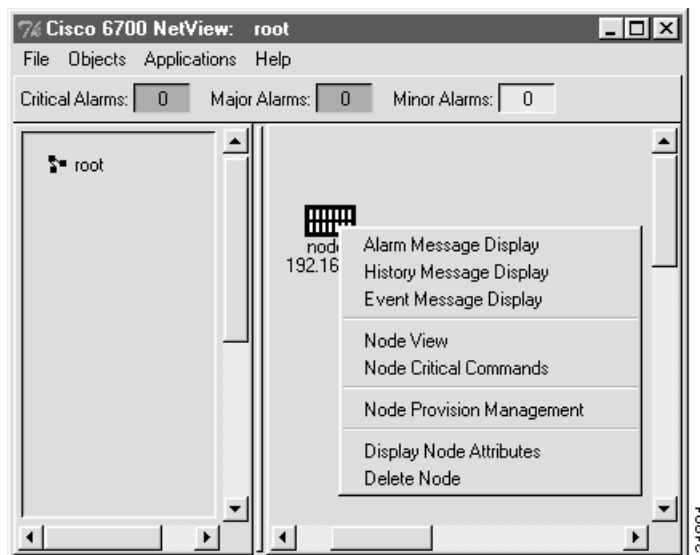 Cisco 6700 NetView: root
File Objects Applications Help
Critical Alarms: 0 Major Alarms: 0 Minor Alarms: 0
root
192.16
Alarm Message Display
History Message Display
Event Message Display
Node View
Node Critical Commands
Node Provision Management
Display Node Attributes
Delete Node